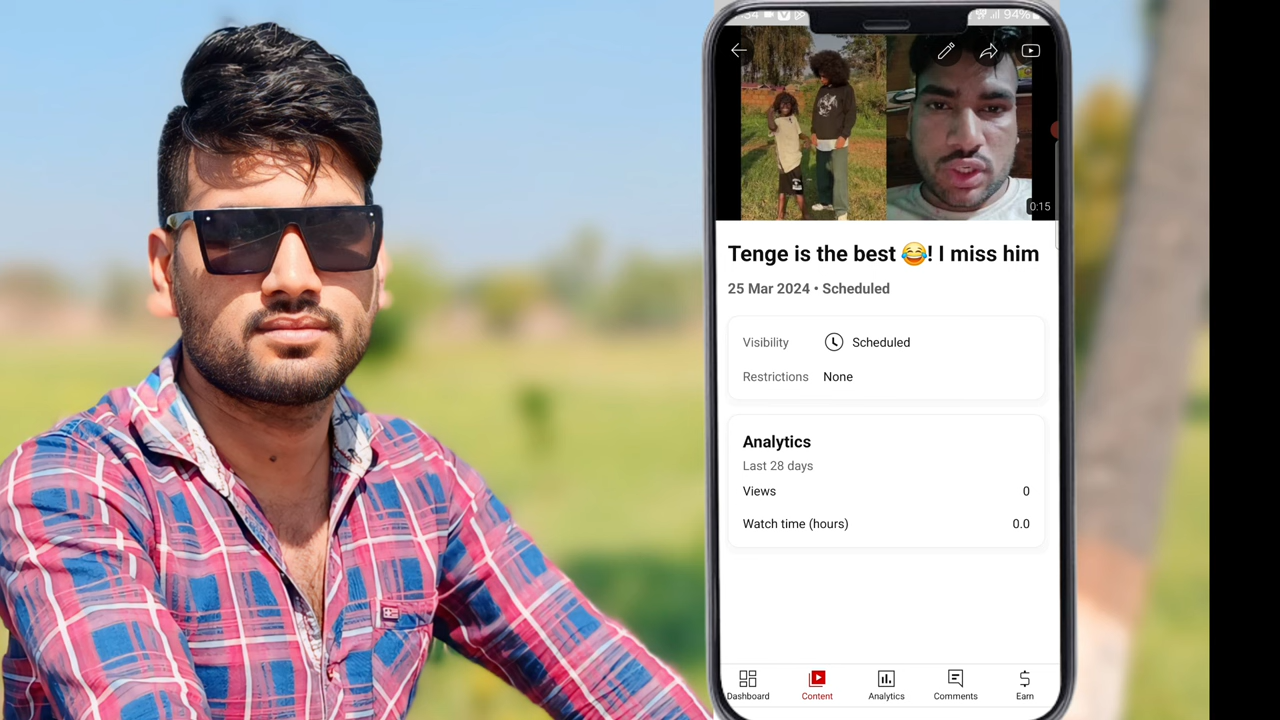 94%
0:15
Tenge is the best 😂! I miss him
25 Mar 2024 • Scheduled
Visibility Scheduled
Restrictions None
Analytics
Last 28 days
Views 0
Watch time (hours) 0.0
Dashboard Content Analytics Comments Earn